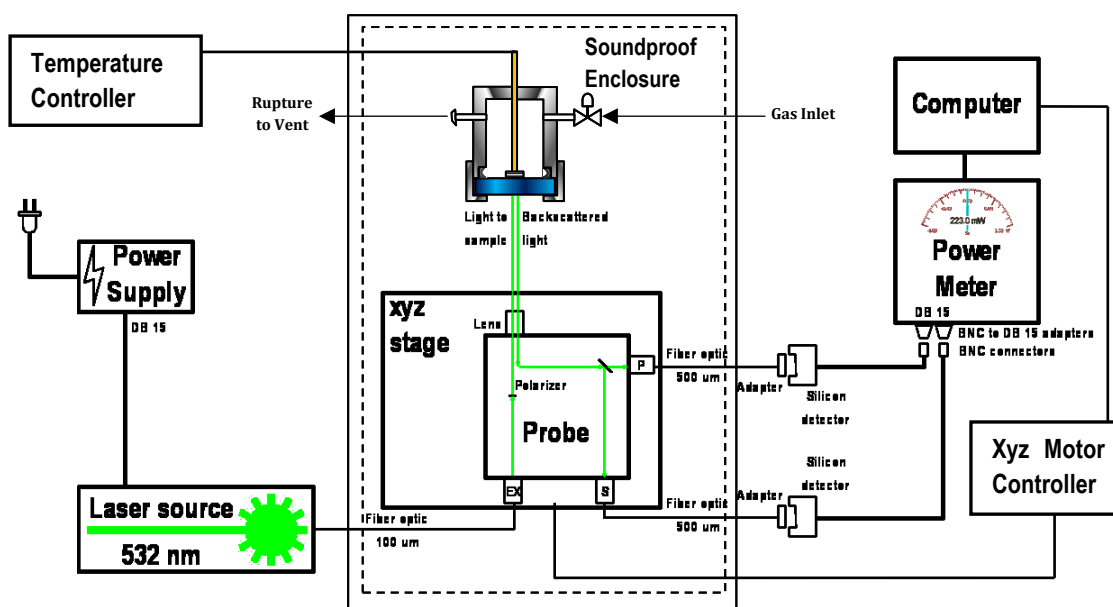 Temperature
Controller
Rupture
to Vent
Soundproof
Enclosure
Gas Inlet
Computer
223.0 mW
Power
Meter
DB 15
BNC to DB 15 adapters
BNC connectors
Light to Backscattered
sample light
Power
Supply
DB 15
xyz
stage
Lens
Polarizer
Probe
P
EX
S
Fiber optic
500 um
Adapter
Silicon
detector
Xyz Motor
Controller
Silicon
detector
Adapter
Fiber optic
500 um
Laser source
532 nm
Fiber optic
100 um